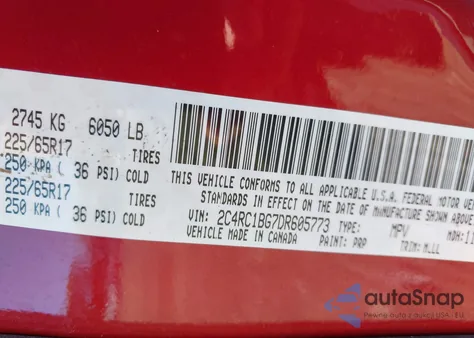 2745 KG 6050 LB
225/65R17 TIRES
250 KPA ( 36 PSI) COLD
225/65R17 TIRES
250 KPA ( 36 PSI) COLD
THIS VEHICLE CONFORMS TO ALL APPLICABLE U.S.A. FEDERAL MOTOR
STANDARDS IN EFFECT ON THE DATE OF MANUFACTURE SHOWN
VIN: 2C4RC1BG7DR605773 TYPE: MPV
VEHICLE MADE IN CANADA PAINT: PRP TRIM:
autoSnap